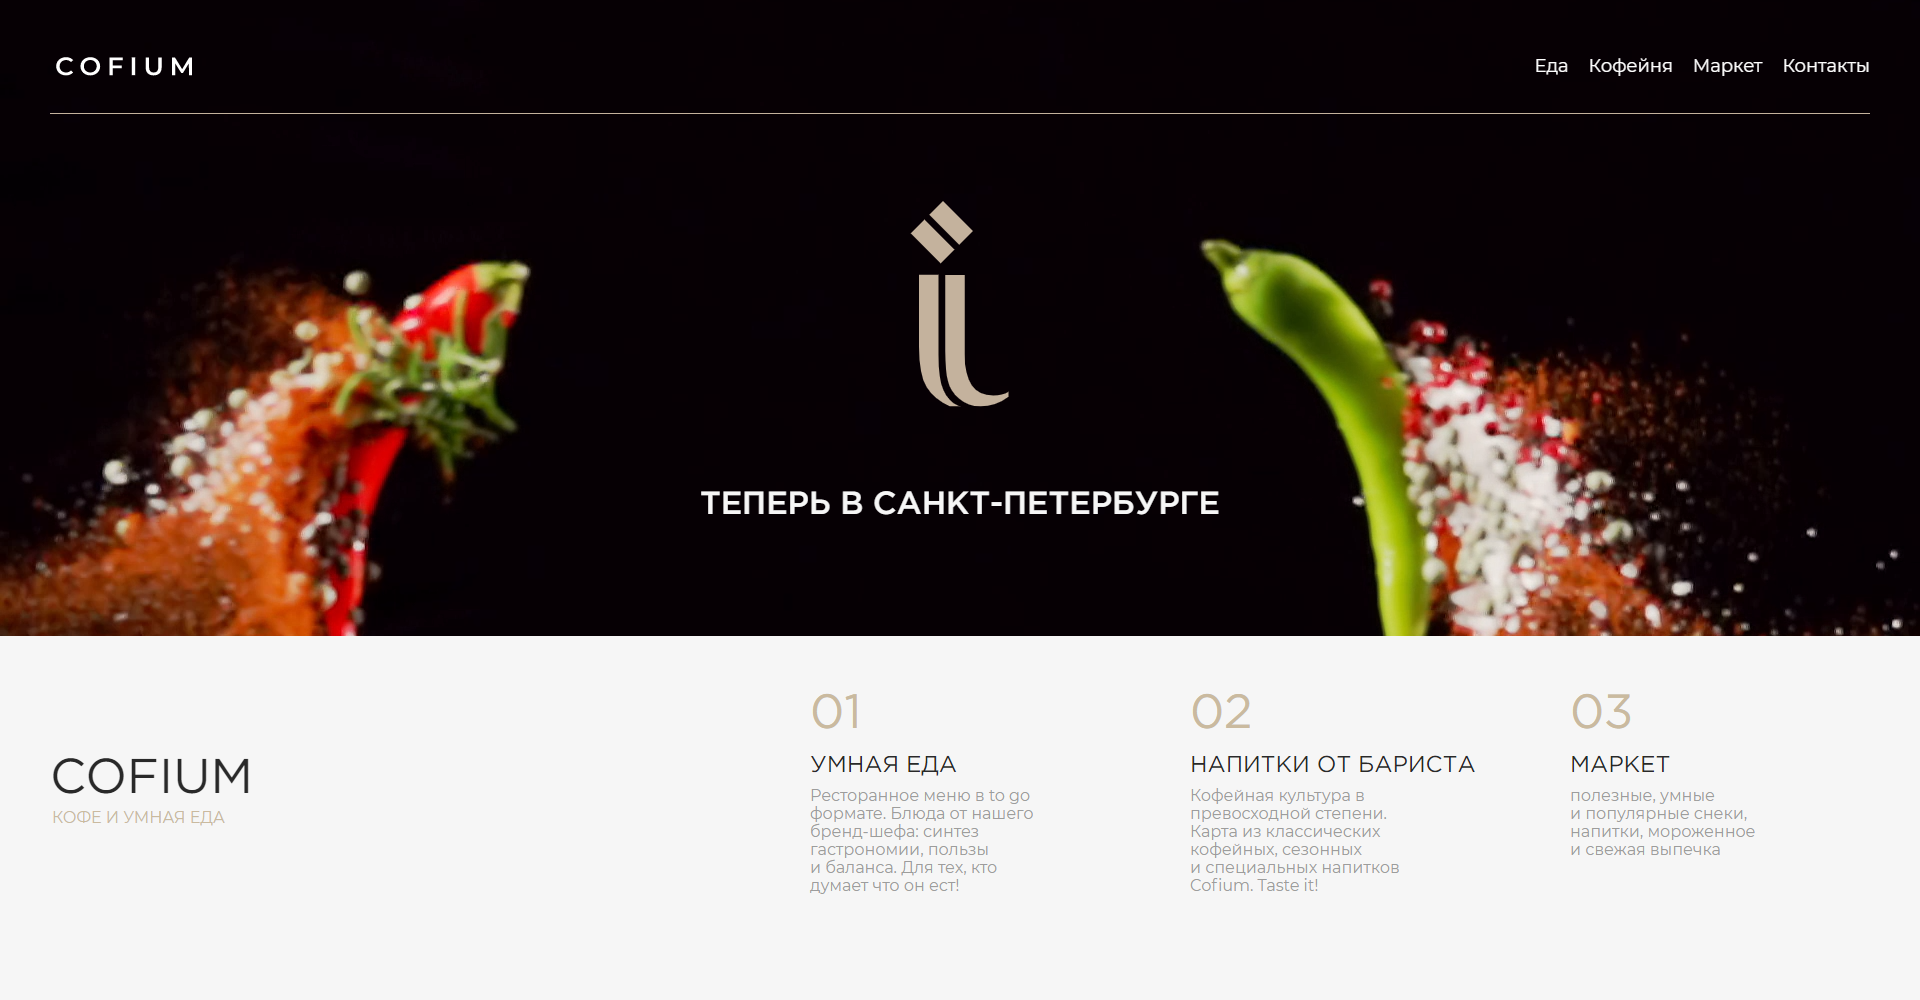 COFIUM
Еда Кофейня Маркет Контакты
ТЕПЕРЬ В САНКТ-ПЕТЕРБУРГЕ
COFIUM
КОФЕ И УМНАЯ ЕДА
01
УМНАЯ ЕДА
Ресторанное меню в to go
формате. Блюда от нашего
бренд-шефа: синтез
гастрономии, пользы
и баланса. Для тех, кто
думает что он ест!
02
НАПИТКИ ОТ БАРИСТА
Кофейная культура в
превосходной степени.
Карта из классических
кофейных, сезонных
и специальных напитков
Cofium. Taste it!
03
МАРКЕТ
полезные, умные
и популярные снеки,
напитки, мороженное
и свежая выпечка